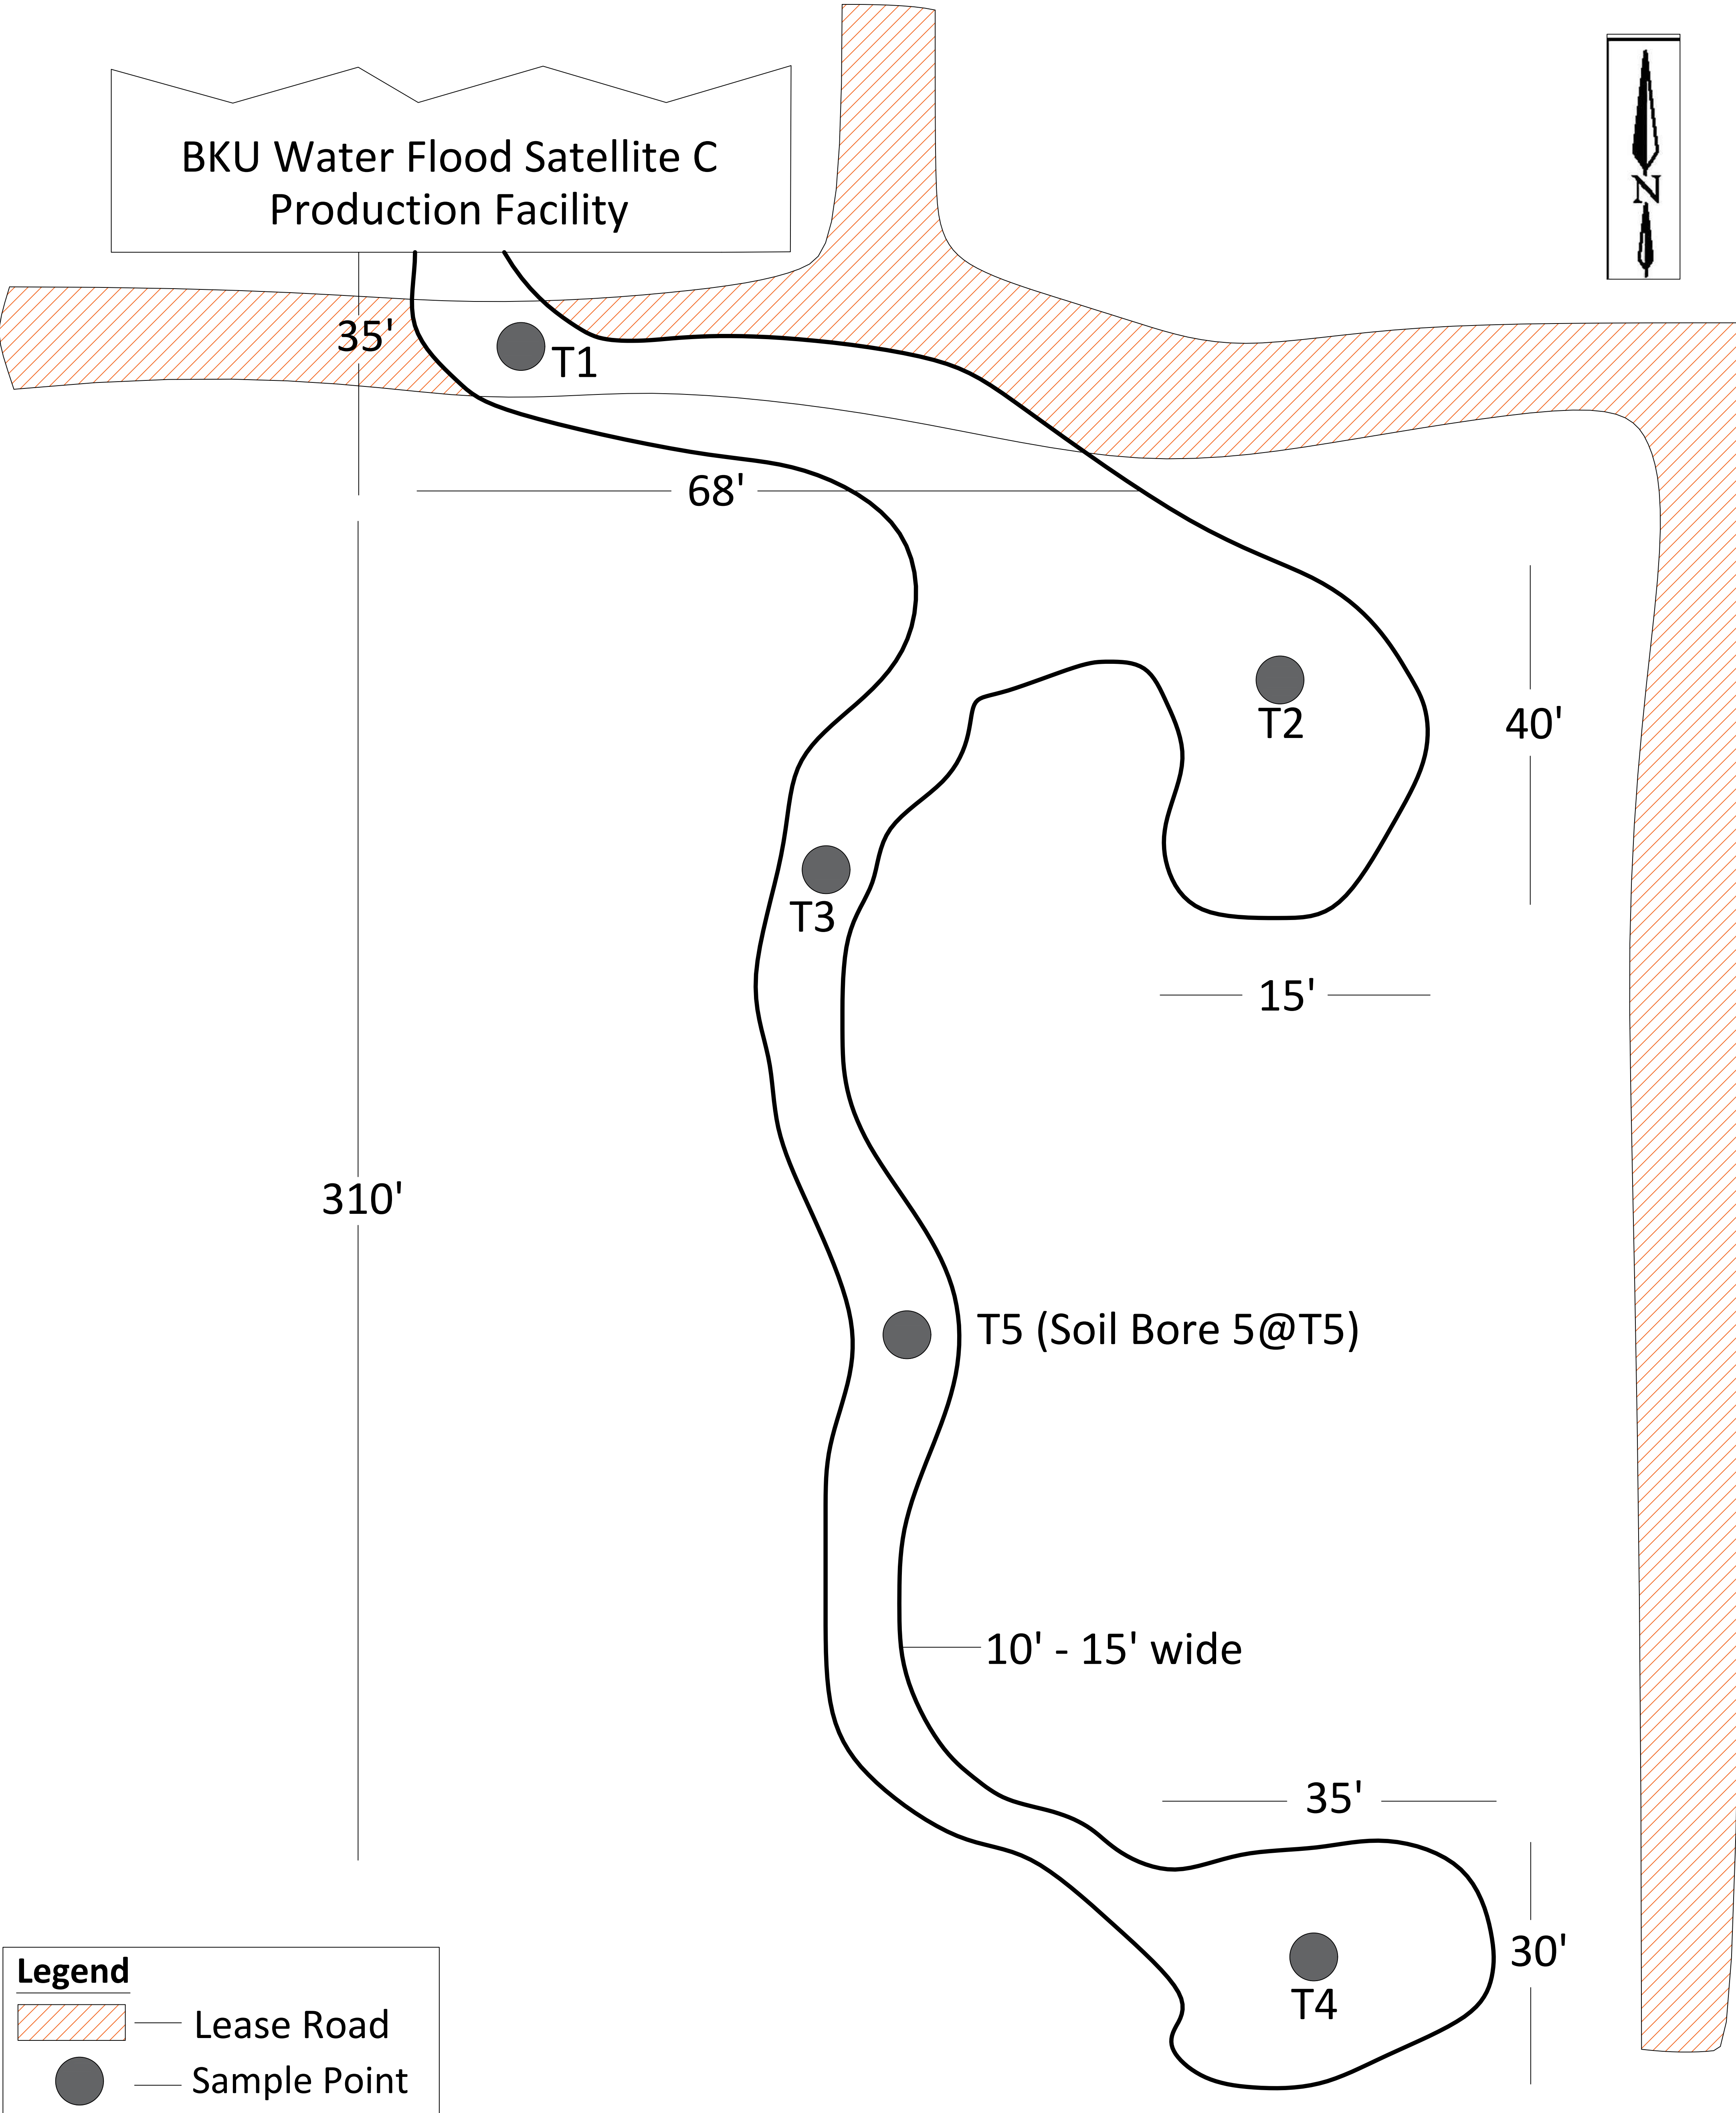 BKU Water Flood Satellite C
Production Facility
N
35'
T1
68'
T2
40'
T3
15'
310'
T5 (Soil Bore 5@T5)
10' - 15' wide
35'
30'
T4
Legend
Lease Road
Sample Point